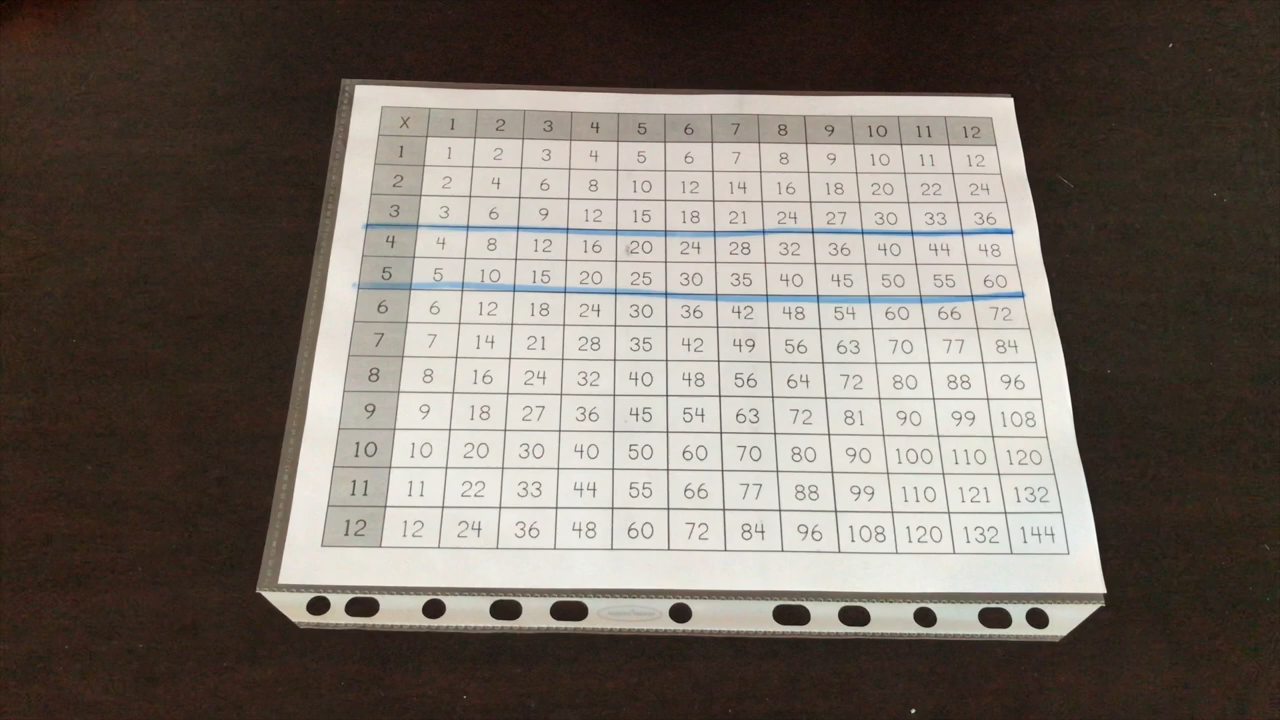 X 1 2 3 4 5 6 7 8 9 10 11 12
1 1 2 3 4 5 6 7 8 9 10 11 12
2 2 4 6 8 10 12 14 16 18 20 22 24
3 3 6 9 12 15 18 21 24 27 30 33 36
4 4 8 12 16 20 24 28 32 36 40 44 48
5 5 10 15 20 25 30 35 40 45 50 55 60
6 6 12 18 24 30 36 42 48 54 60 66 72
7 7 14 21 28 35 42 49 56 63 70 77 84
8 8 16 24 32 40 48 56 64 72 80 88 96
9 9 18 27 36 45 54 63 72 81 90 99 108
10 10 20 30 40 50 60 70 80 90 100 110 120
11 11 22 33 44 55 66 77 88 99 110 121 132
12 12 24 36 48 60 72 84 96 108 120 132 144